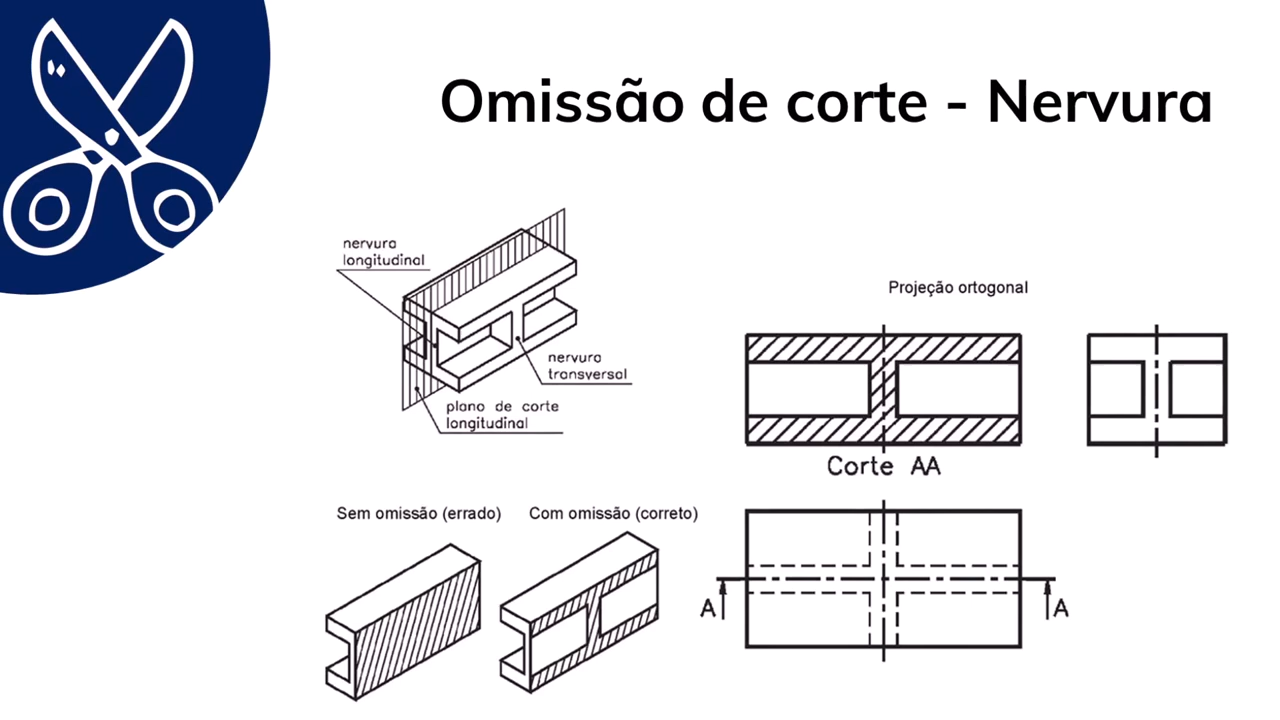 Omissão de corte - Nervura
nervura
longitudinal
nervura
transversal
plano de corte
longitudinal
Projeção ortogonal
Corte AA
Sem omissão (errado)
Com omissão (correto)
A
A